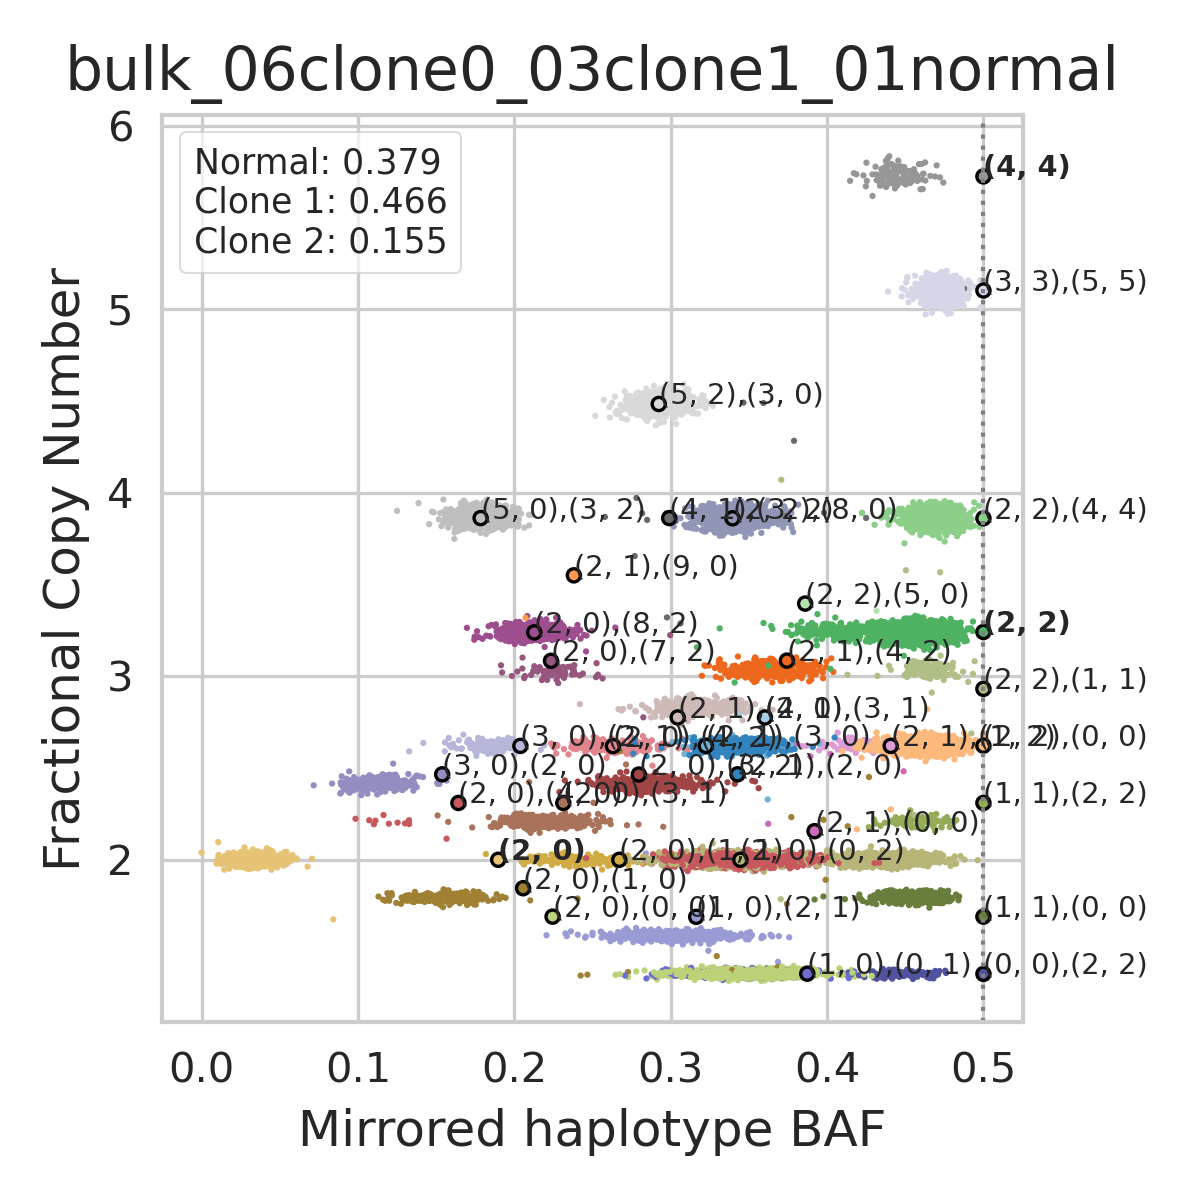 bulk_06clone0_03clone1_01normal
Normal: 0.379
Clone 1: 0.466
Clone 2: 0.155
Fractional Copy Number
6
5
4
3
2
(4, 4)
(3, 3),(5, 5)
(5, 2),(3, 0)
(5, 0),(3, 2)
(2, 2),(4, 4)
(2, 1),(9, 0)
(2, 2),(5, 0)
(2, 0),(8, 2)
(2, 2)
(2, 0),(7, 2)
(2, 1),(4, 2)
(2, 2),(1, 1)
(3, 0),(2, 0)
(2, 1),(0, 0)
(1, 1),(2, 2)
(2, 0)
(2, 0),(1, 0)
(2, 0),(0, 0)
(1, 0),(2, 1)
(1, 1),(0, 0)
(1, 0),(0, 1)
(0, 0),(2, 2)
0.0 0.1 0.2 0.3 0.4 0.5
Mirrored haplotype BAF